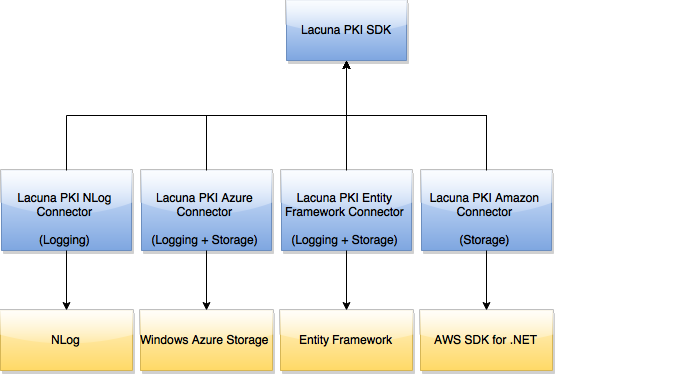 Lacuna PKI SDK
Lacuna PKI NLog
Connector
(Logging)
Lacuna PKI Azure
Connector
(Logging + Storage)
Lacuna PKI Entity
Framework Connector
(Logging + Storage)
Lacuna PKI Amazon
Connector
(Storage)
NLog
Windows Azure Storage
Entity Framework
AWS SDK for .NET